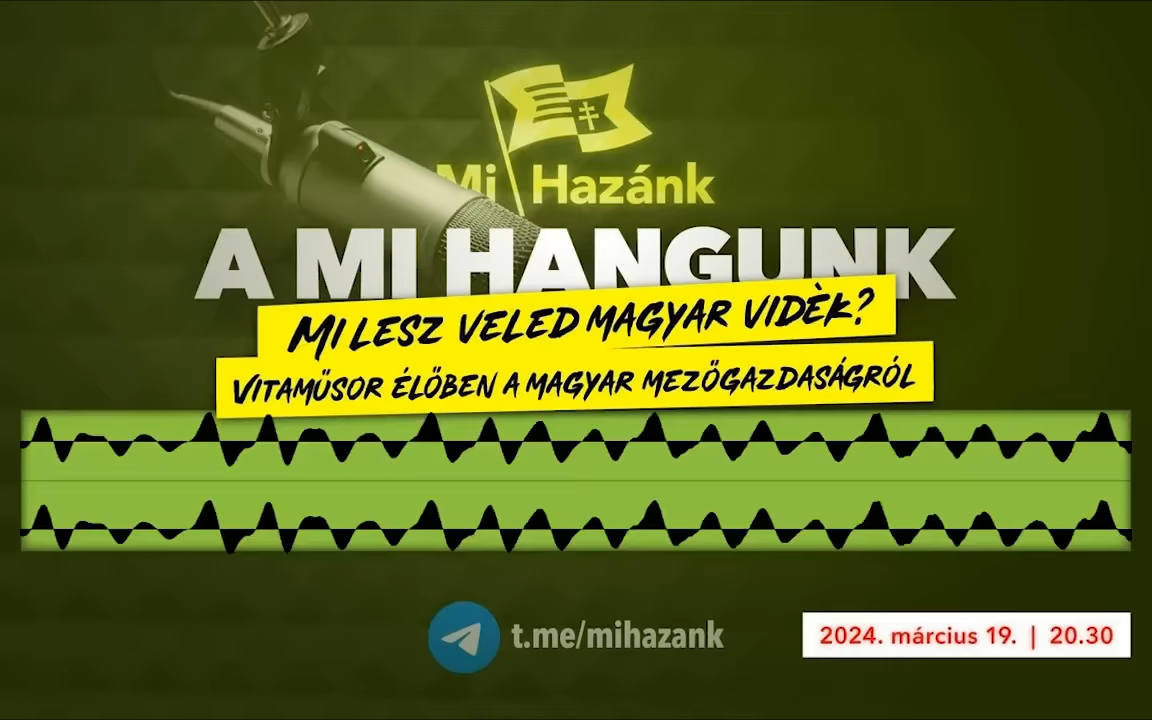 Mi Hazánk
A MI HANGUNK
MI LESZ VELED MAGYAR VIDÈK?
VITAMŰSOR ÉLŐBEN A MAGYAR MEZŐGAZDASÁGRÓL
t.me/mihazank
2024. március 19. | 20.30